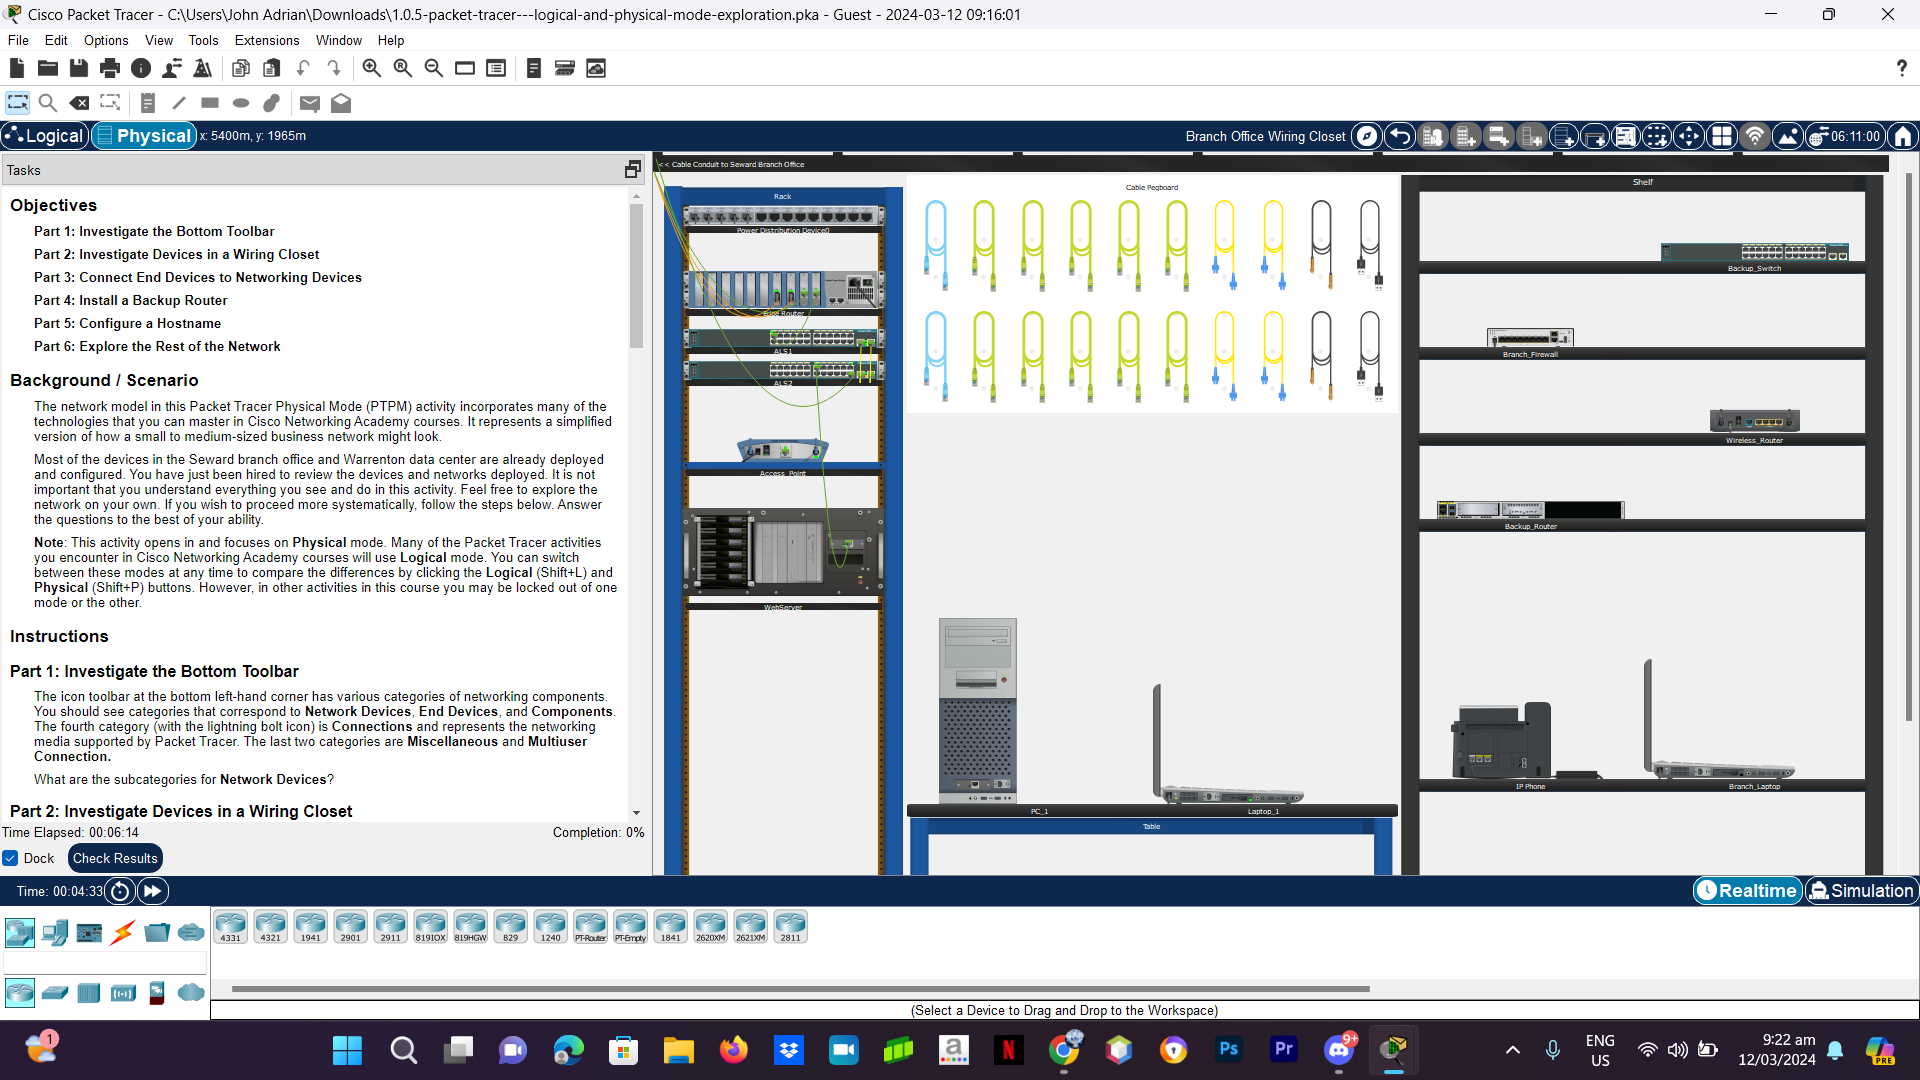 Cisco Packet Tracer - C:\Users\John Adrian\Downloads\1.0.5-packet-tracer---logical-and-physical-mode-exploration.pka - Guest - 2024-03-12 09:16:01
File Edit Options View Tools Extensions Window Help
?
Logical Physical x: 5400m, y: 1965m Branch Office Wiring Closet 06:11:00
Tasks
Objectives
Part 1: Investigate the Bottom Toolbar
Part 2: Investigate Devices in a Wiring Closet
Part 3: Connect End Devices to Networking Devices
Part 4: Install a Backup Router
Part 5: Configure a Hostname
Part 6: Explore the Rest of the Network
Background / Scenario
The network model in this Packet Tracer Physical Mode (PTPM) activity incorporates many of the
technologies that you can master in Cisco Networking Academy courses. It represents a simplified
version of how a small to medium-sized business network might look.
Most of the devices in the Seward branch office and Warrenton data center are already deployed
and configured. You have just been hired to review the devices and networks deployed. It is not
important that you understand everything you see and do in this activity. Feel free to explore the
network on your own. If you wish to proceed more systematically, follow the steps below. Answer
the questions to the best of your ability.
Note: This activity opens in and focuses on Physical mode. Many of the Packet Tracer activities
you encounter in Cisco Networking Academy courses will use Logical mode. You can switch
between these modes at any time to compare the differences by clicking the Logical (Shift+L) and
Physical (Shift+P) buttons. However, in other activities in this course you may be locked out of one
mode or the other.
Instructions
Part 1: Investigate the Bottom Toolbar
The icon toolbar at the bottom left-hand corner has various categories of networking components.
You should see categories that correspond to Network Devices, End Devices, and Components.
The fourth category (with the lightning bolt icon) is Connections and represents the networking
media supported by Packet Tracer. The last two categories are Miscellaneous and Multiuser
Connection.
What are the subcategories for Network Devices?
Part 2: Investigate Devices in a Wiring Closet
Time Elapsed: 00:06:14 Completion: 0%
Dock Check Results
<< Cable Conduit to Seward Branch Office
Rack
Power Distribution Device0
Edge Router
ALS1
ALS2
Access_Point
WebServer
Cable Pegboard
PC_1 Laptop_1
Table
Shelf
Backup_Switch
Branch_Firewall
Wireless_Router
Backup_Router
IP Phone Branch_Laptop
Time: 00:04:33 Realtime Simulation
4331 4321 1941 2901 2911 819IOX 819HGW 829 1240 PT-Router PT-Empty 1841 2620XM 2621XM 2811
(Select a Device to Drag and Drop to the Workspace)
1
a
N
Ps
Pr
9+
ENG
US
9:22 am
12/03/2024
PRE